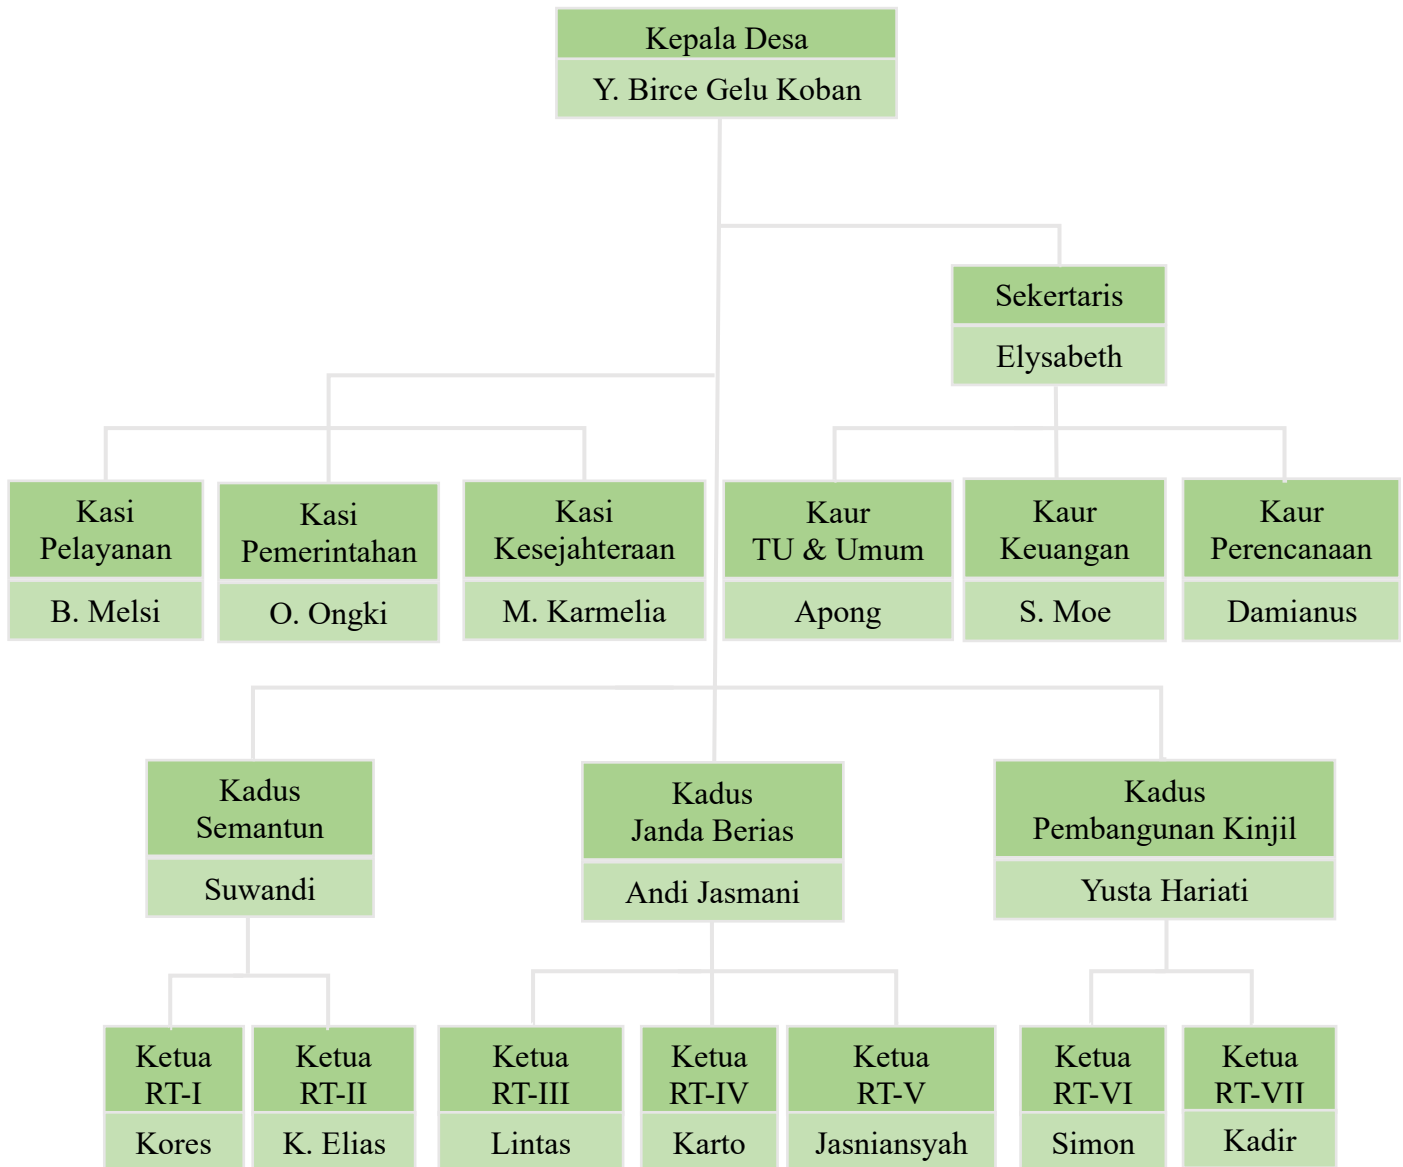 Kepala Desa
Y. Birce Gelu Koban
Sekertaris
Elysabeth
Kasi
Pelayanan
B. Melsi
Kasi
Pemerintahan
O. Ongki
Kasi
Kesejahteraan
M. Karmelia
Kaur
TU & Umum
Apong
Kaur
Keuangan
S. Moe
Kaur
Perencanaan
Damianus
Kadus
Semantun
Suwandi
Kadus
Janda Berias
Andi Jasmani
Kadus
Pembangunan Kinjil
Yusta Hariati
Ketua
RT-I
Kores
Ketua
RT-II
K. Elias
Ketua
RT-III
Lintas
Ketua
RT-IV
Karto
Ketua
RT-V
Jasniansyah
Ketua
RT-VI
Simon
Ketua
RT-VII
Kadir